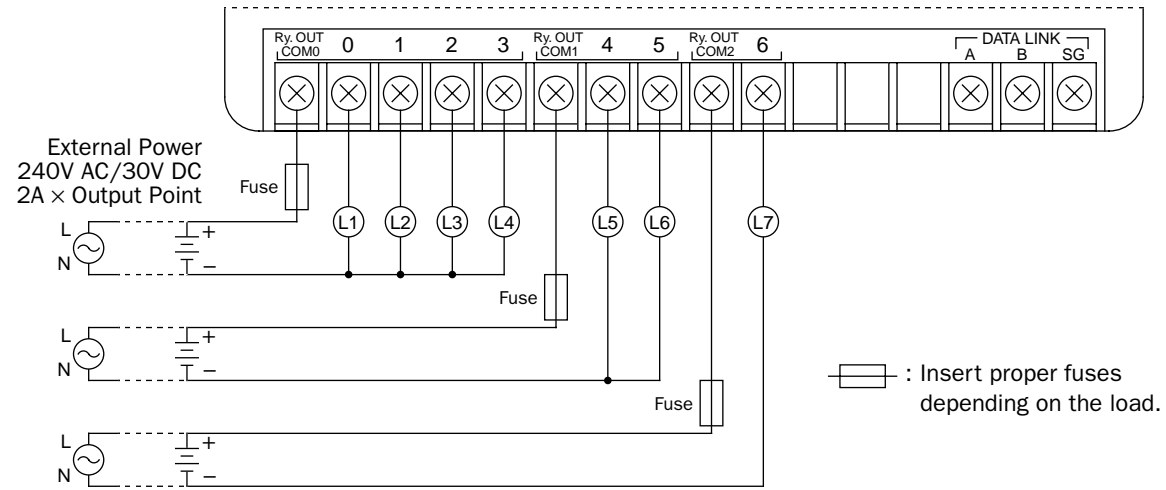 Ry. OUT COM0 0 1 2 3 Ry. OUT COM1 4 5 Ry. OUT COM2 6
DATA LINK
A B SG
External Power
240V AC/30V DC
2A × Output Point
Fuse
L1 L2 L3 L4 L5 L6 L7
L
N
+
−
Fuse
L
N
+
−
Fuse
: Insert proper fuses
depending on the load.
L
N
+
−